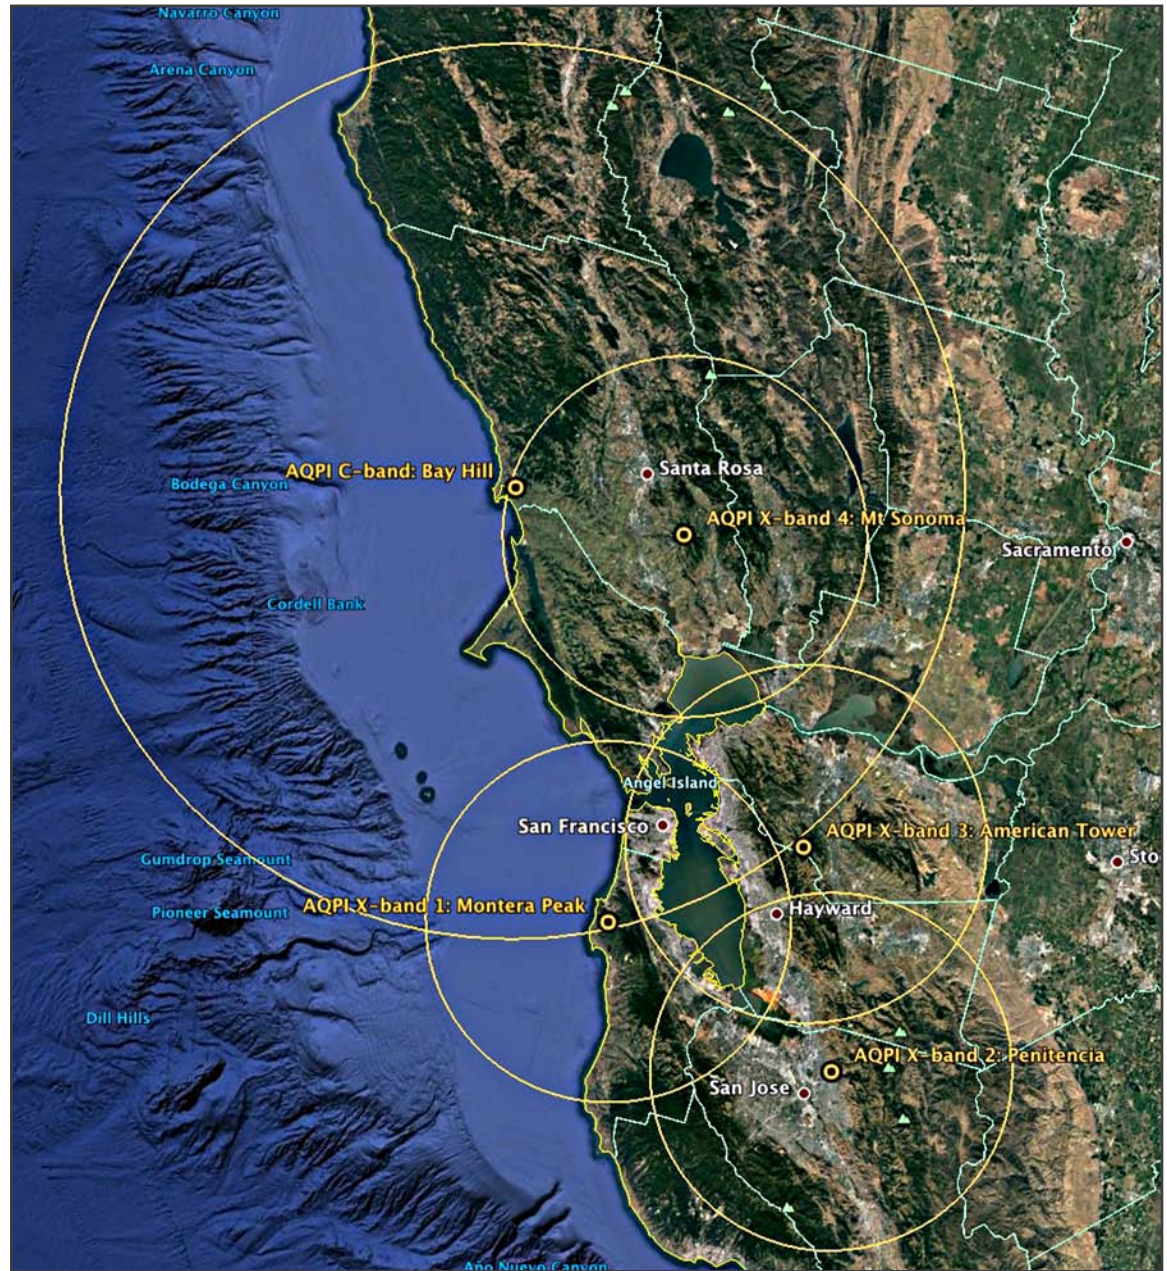 Navarro Canyon
Arena Canyon
AQPI C-band: Bay Hill
Santa Rosa
Bodega Canyon
AQPI X-band 4: Mt Sonoma
Sacramento
Cordell Bank
Angel Island
San Francisco
AQPI X-band 3: American Tower
Sto
Gumdrop Seamount
AQPI X-band 1: Montera Peak
Hayward
Pioneer Seamount
Dill Hills
AQPI X-band 2: Penitencia
San Jose
Año Nuevo Canyon